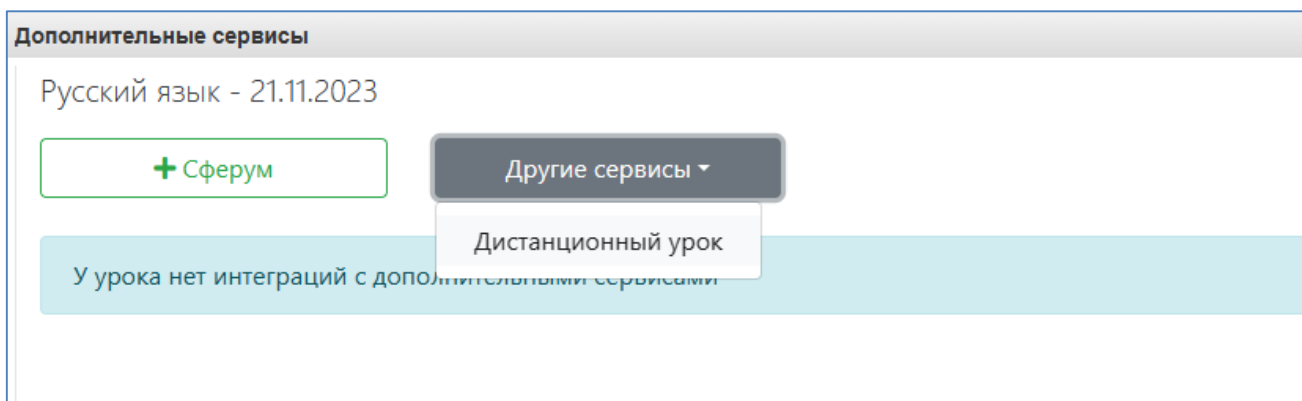 Дополнительные сервисы
Русский язык - 21.11.2023
+ Сферум
Другие сервисы
Дистанционный урок
У урока нет интеграций с дополнительными сервисами